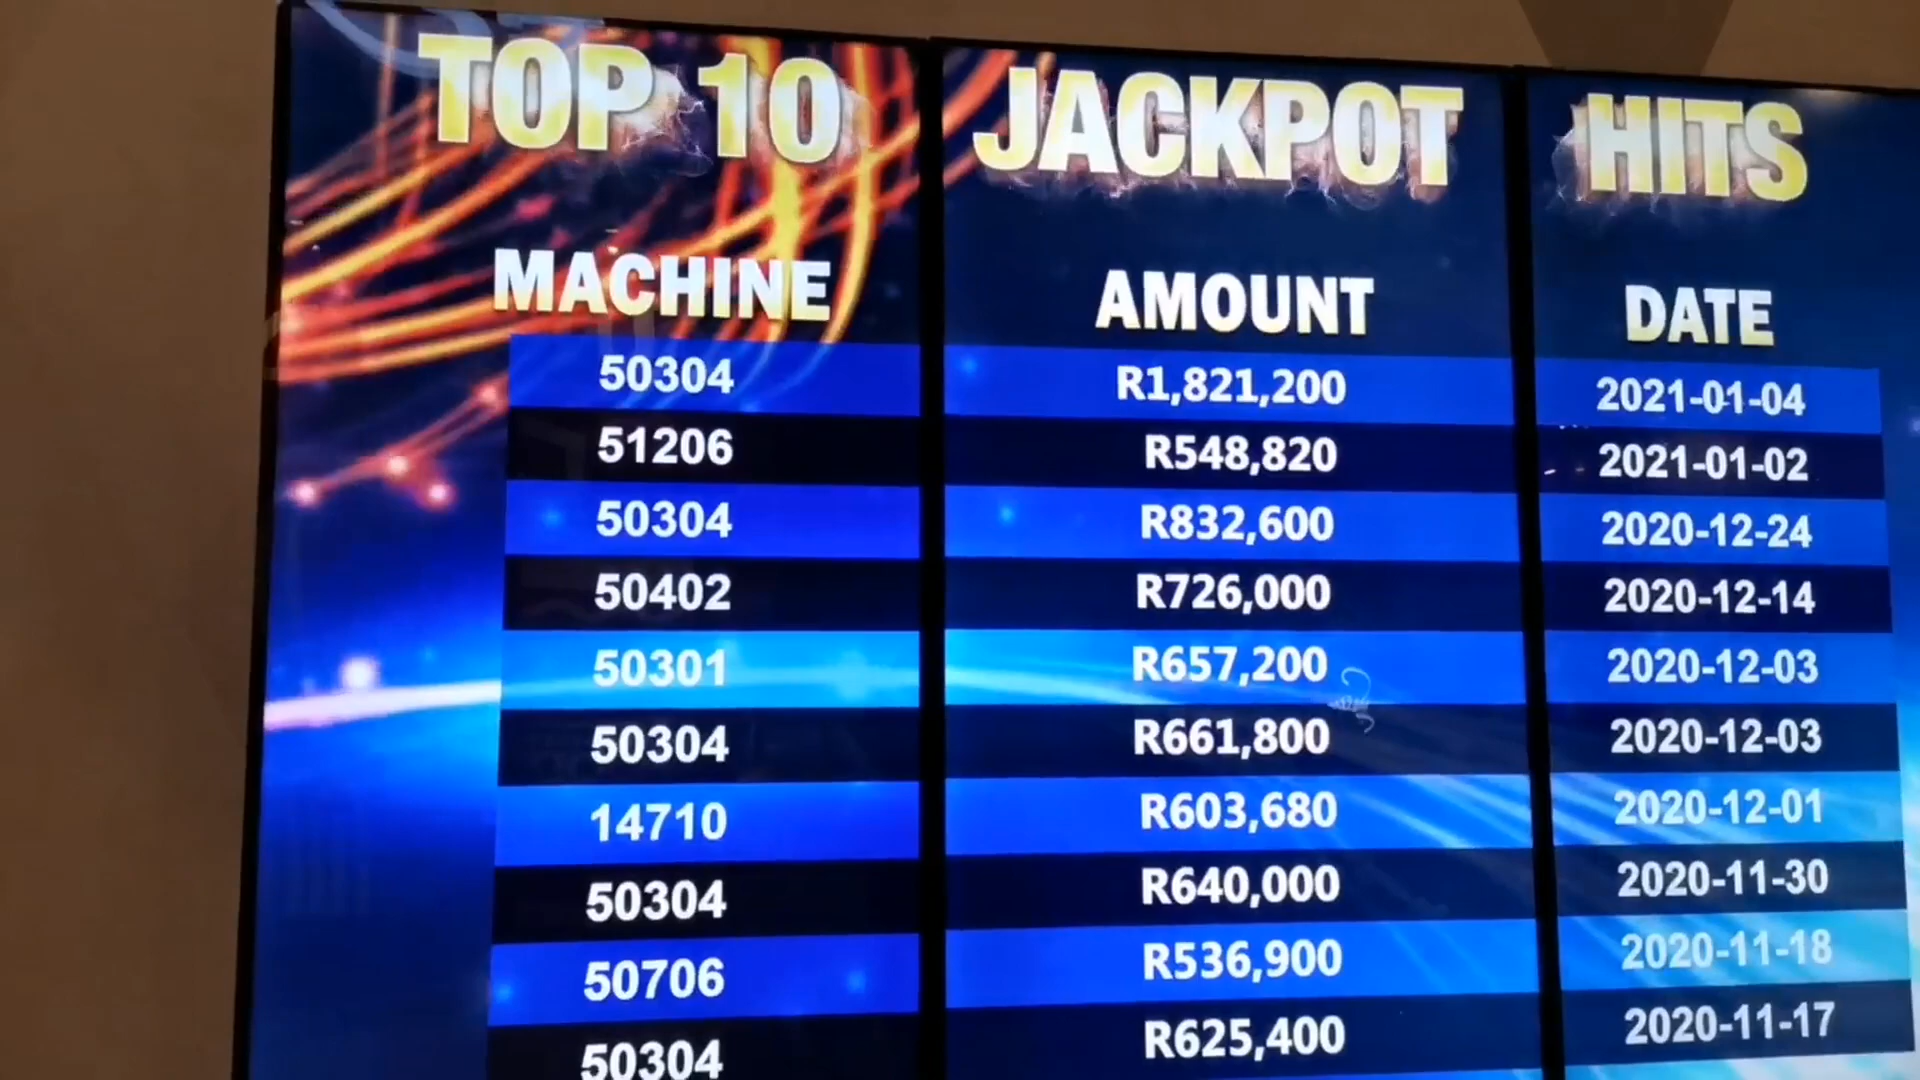 TOP 10 JACKPOT HITS
MACHINE AMOUNT DATE
50304 R1,821,200 2021-01-04
51206 R548,820 2021-01-02
50304 R832,600 2020-12-24
50402 R726,000 2020-12-14
50301 R657,200 2020-12-03
50304 R661,800 2020-12-03
14710 R603,680 2020-12-01
50304 R640,000 2020-11-30
50706 R536,900 2020-11-18
50304 R625,400 2020-11-17